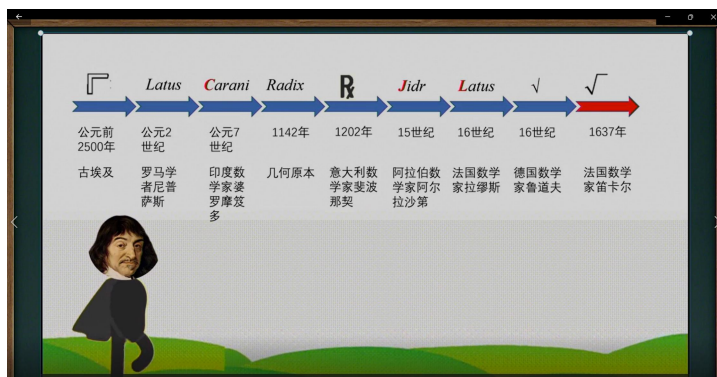 Latus Carani Radix ℞ Jidr Latus √ √
公元前 公元2 公元7 1142年 1202年 15世纪 16世纪 16世纪 1637年
2500年 世纪 世纪
古埃及 罗马学 印度数 几何原本 意大利数 阿拉伯数 法国数学 德国数学 法国数学
者尼普 学家婆 学家斐波 学家阿尔 家拉缪斯 家鲁道夫 家笛卡尔
萨斯 罗摩笈 那契 拉沙第
多